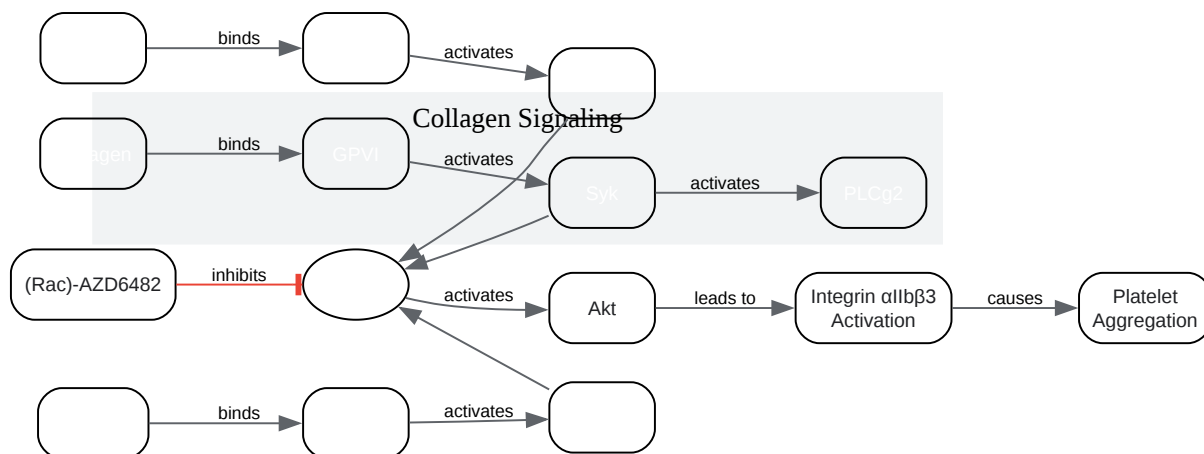 binds
activates
Collagen Signaling
agen
binds
GPVI
activates
Syk
activates
PLCg2
(Rac)-AZD6482
inhibits
activates
Akt
leads to
Integrin αIIbβ3
Activation
causes
Platelet
Aggregation
binds
activates